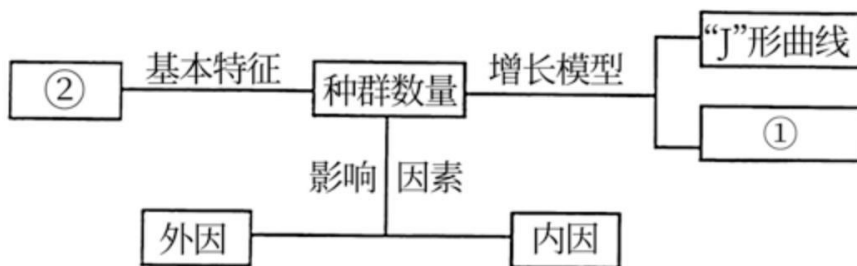 “J”形曲线
基本特征
增长模型
②
种群数量
①
影响 因素
外因
内因